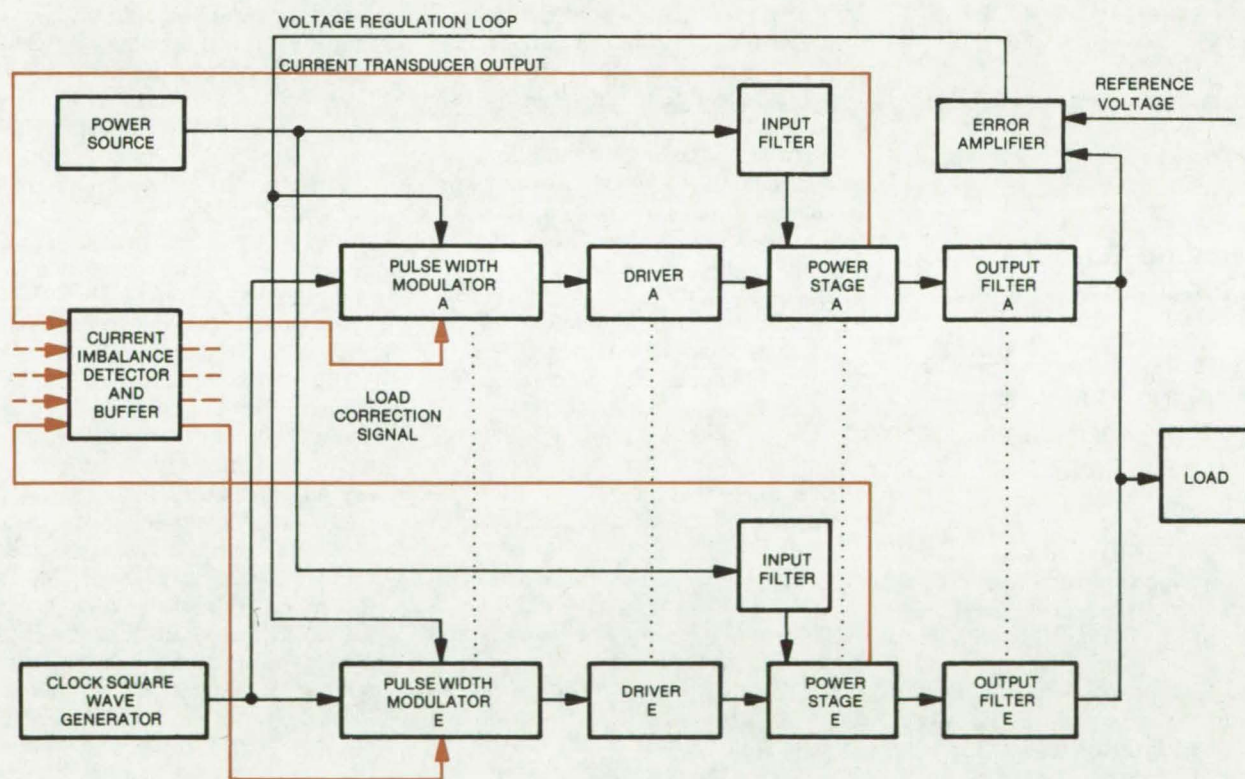 VOLTAGE REGULATION LOOP
CURRENT TRANSDUCER OUTPUT
REFERENCE
VOLTAGE
POWER
SOURCE
INPUT
FILTER
ERROR
AMPLIFIER
PULSE WIDTH
MODULATOR
A
DRIVER
A
POWER
STAGE A
OUTPUT
FILTER A
CURRENT
IMBALANCE
DETECTOR
AND
BUFFER
LOAD
CORRECTION
SIGNAL
LOAD
INPUT
FILTER
CLOCK SQUARE
WAVE
GENERATOR
PULSE WIDTH
MODULATOR
E
DRIVER
E
POWER
STAGE E
OUTPUT
FILTER E